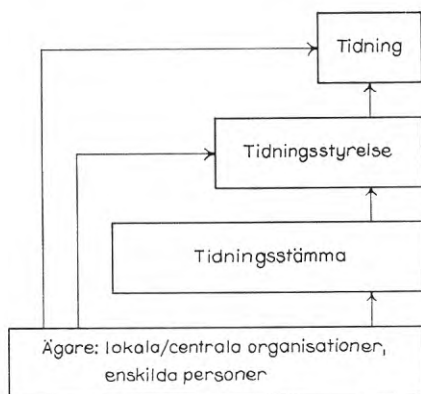 Tidning
Tidningsstyrelse
Tidningsstämma
Ägare: lokala/centrala organisationer,
enskilda personer